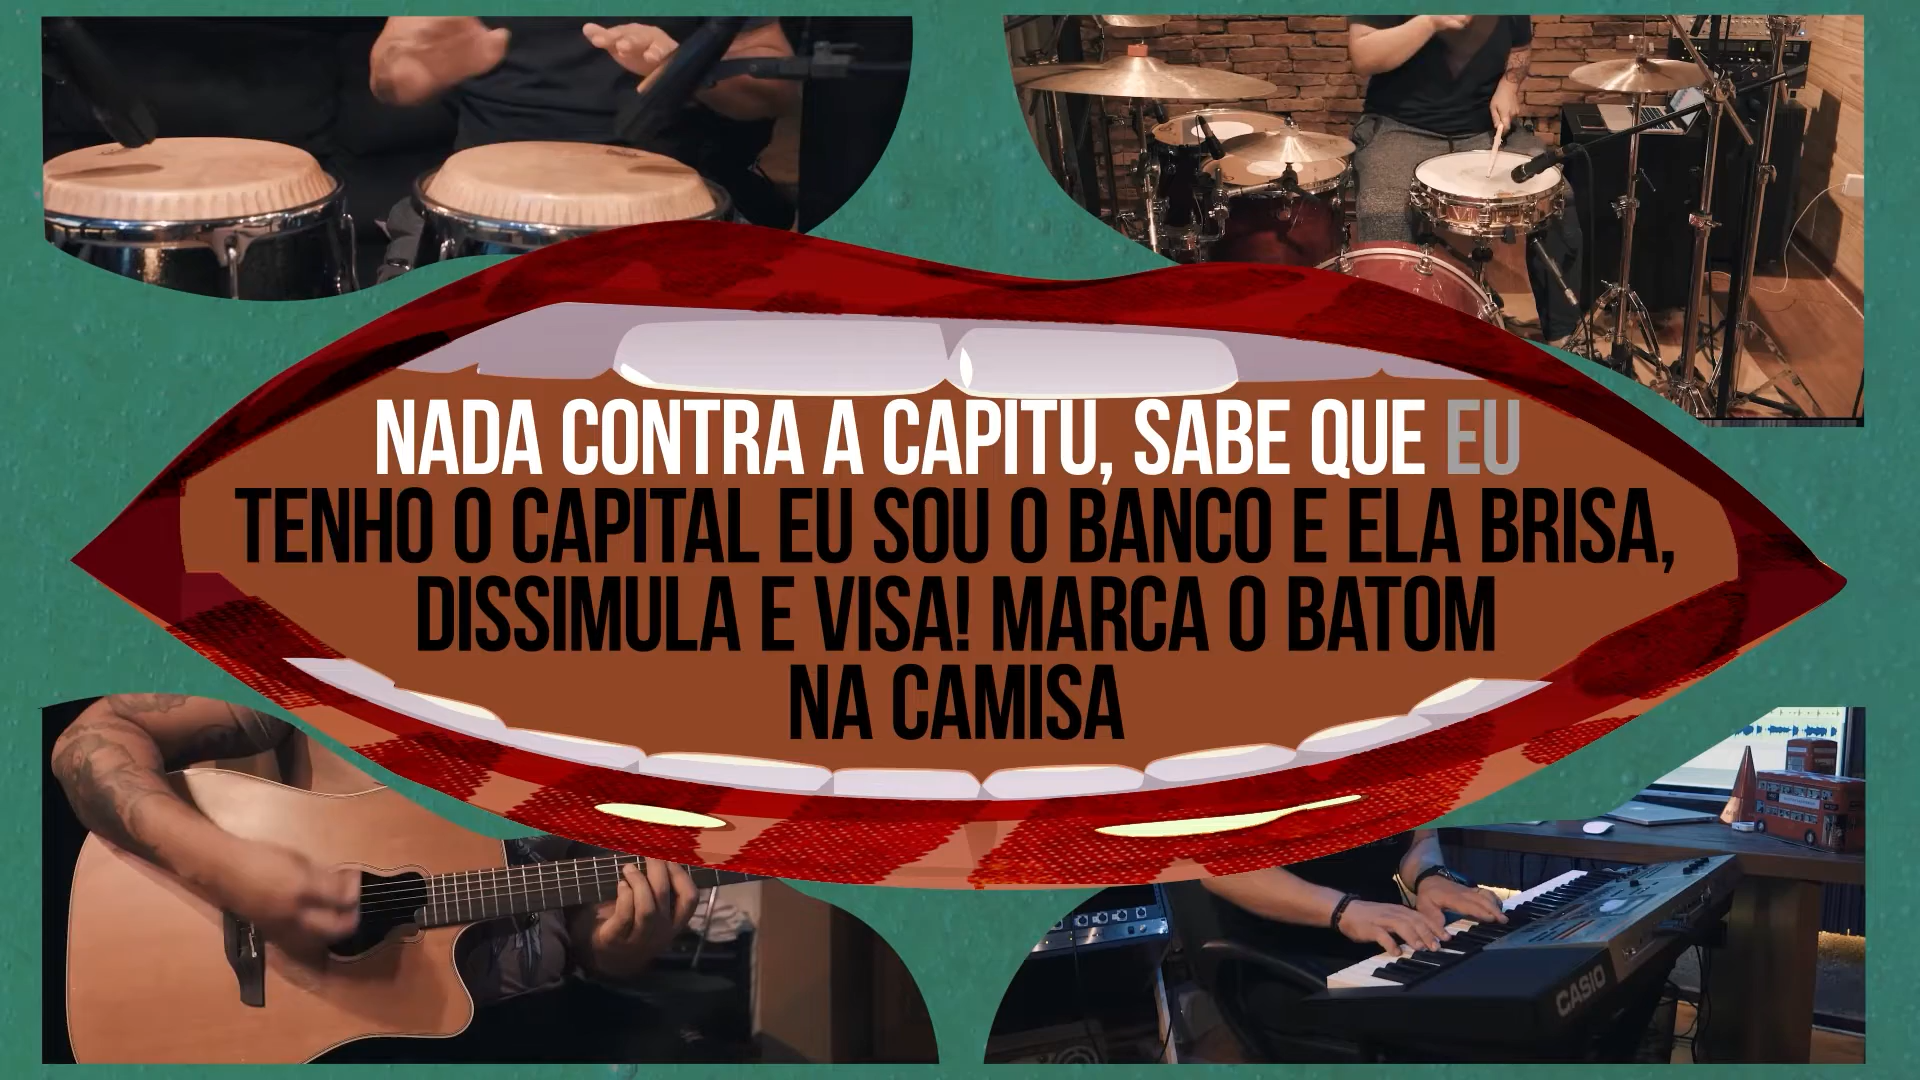 NADA CONTRA A CAPITU, SABE QUE EU
TENHO O CAPITAL EU SOU O BANCO E ELA BRISA,
DISSIMULA E VISA! MARCA O BATOM
NA CAMISA
CASIO